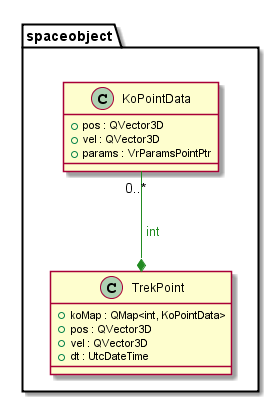 spaceobject
C KoPointData
pos : QVector3D
vel : QVector3D
params : VrParamsPointPtr
0..*
int
C TrekPoint
koMap : QMap<int, KoPointData>
pos : QVector3D
vel : QVector3D
dt : UtcDateTime